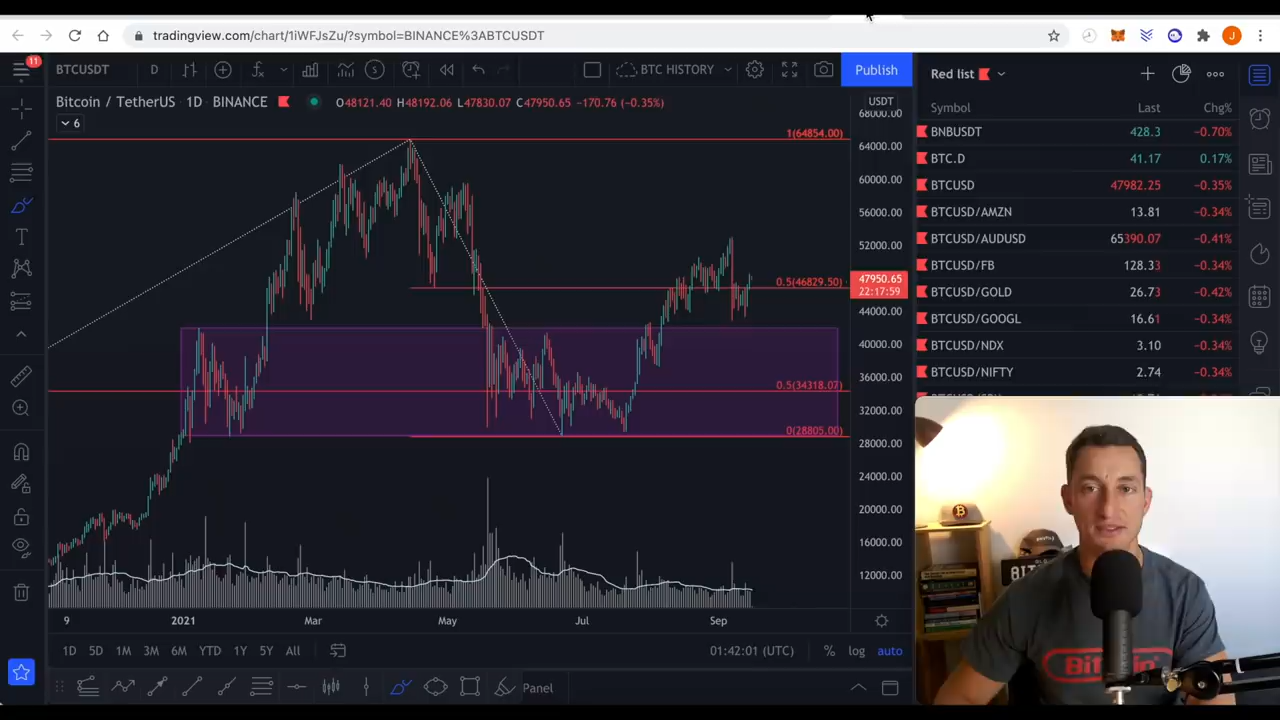 tradingview.com/chart/1iWFJsZu/?symbol=BINANCE%3ABTCUSDT
J
11
BTCUSDT
D
BTC HISTORY
Publish
Red list
Bitcoin / TetherUS 1D BINANCE
O48121.40 H48192.06 L47830.07 C47950.65 −170.76 (−0.35%)
USDT
Symbol Last Chg%
6
68000.00
1(64854.00)
64000.00
60000.00
56000.00
52000.00
0.5(46829.50)
47950.65
22:17:59
44000.00
40000.00
36000.00
0.5(34318.07)
32000.00
0(28805.00)
28000.00
24000.00
20000.00
16000.00
12000.00
BNBUSDT 428.3 −0.70%
BTC.D 41.17 0.17%
BTCUSD 47982.25 −0.35%
BTCUSD/AMZN 13.81 −0.34%
BTCUSD/AUDUSD 65390.07 −0.41%
BTCUSD/FB 128.33 −0.34%
BTCUSD/GOLD 26.73 −0.42%
BTCUSD/GOOGL 16.61 −0.34%
BTCUSD/NDX 3.10 −0.34%
BTCUSD/NIFTY 2.74 −0.34%
9 2021 Mar May Jul Sep
1D 5D 1M 3M 6M YTD 1Y 5Y All
01:42:01 (UTC) % log auto
Panel